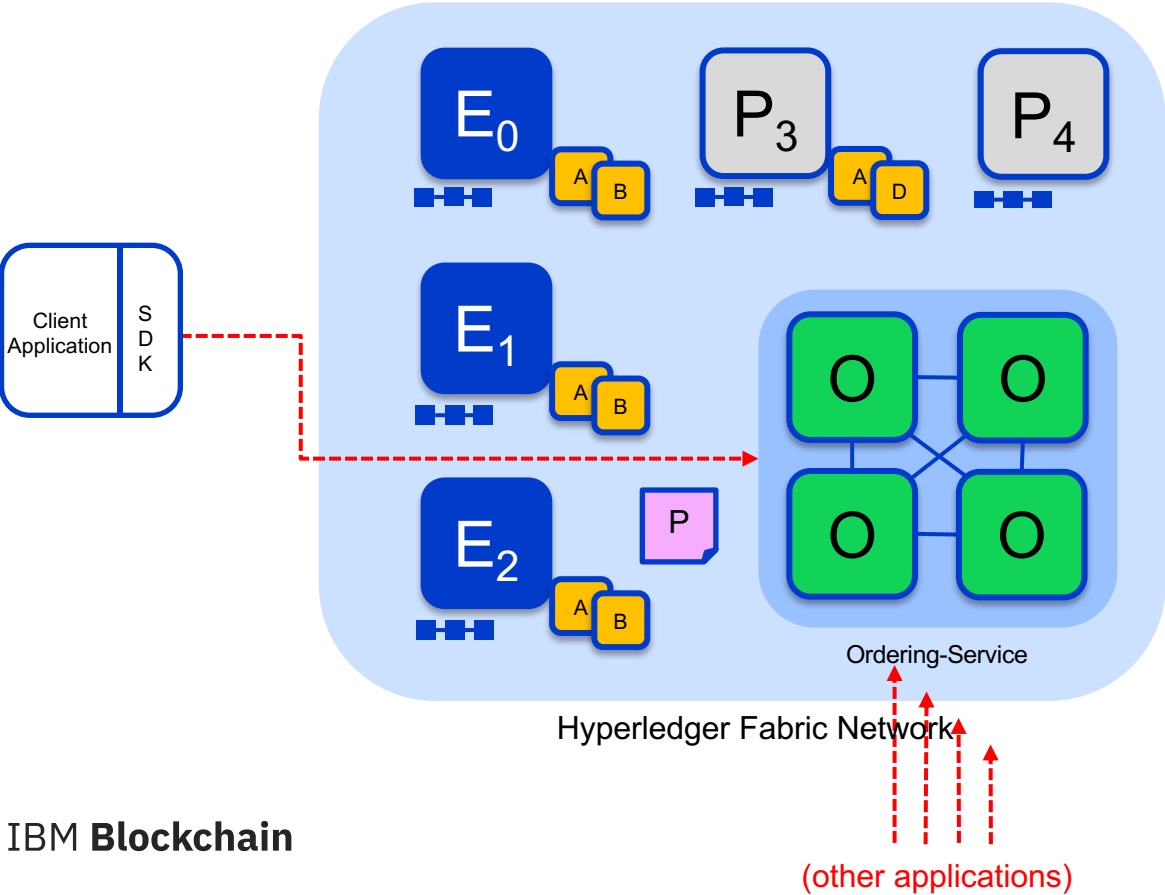 E0
A
B
P3
A
D
P4
Client
Application
S
D
K
E1
A
B
O
O
E2
A
B
P
O
O
Ordering-Service
Hyperledger Fabric Network
IBM Blockchain
(other applications)